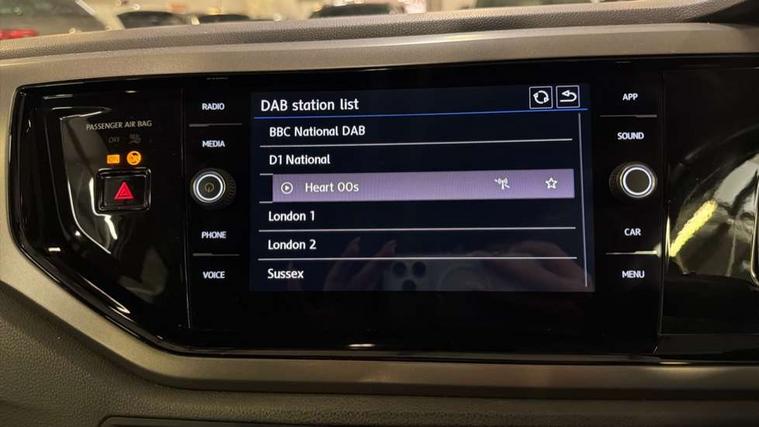 PASSENGER AIR BAG
OFF
RADIO
MEDIA
PHONE
VOICE
DAB station list
BBC National DAB
D1 National
Heart 00s
London 1
London 2
Sussex
APP
SOUND
CAR
MENU